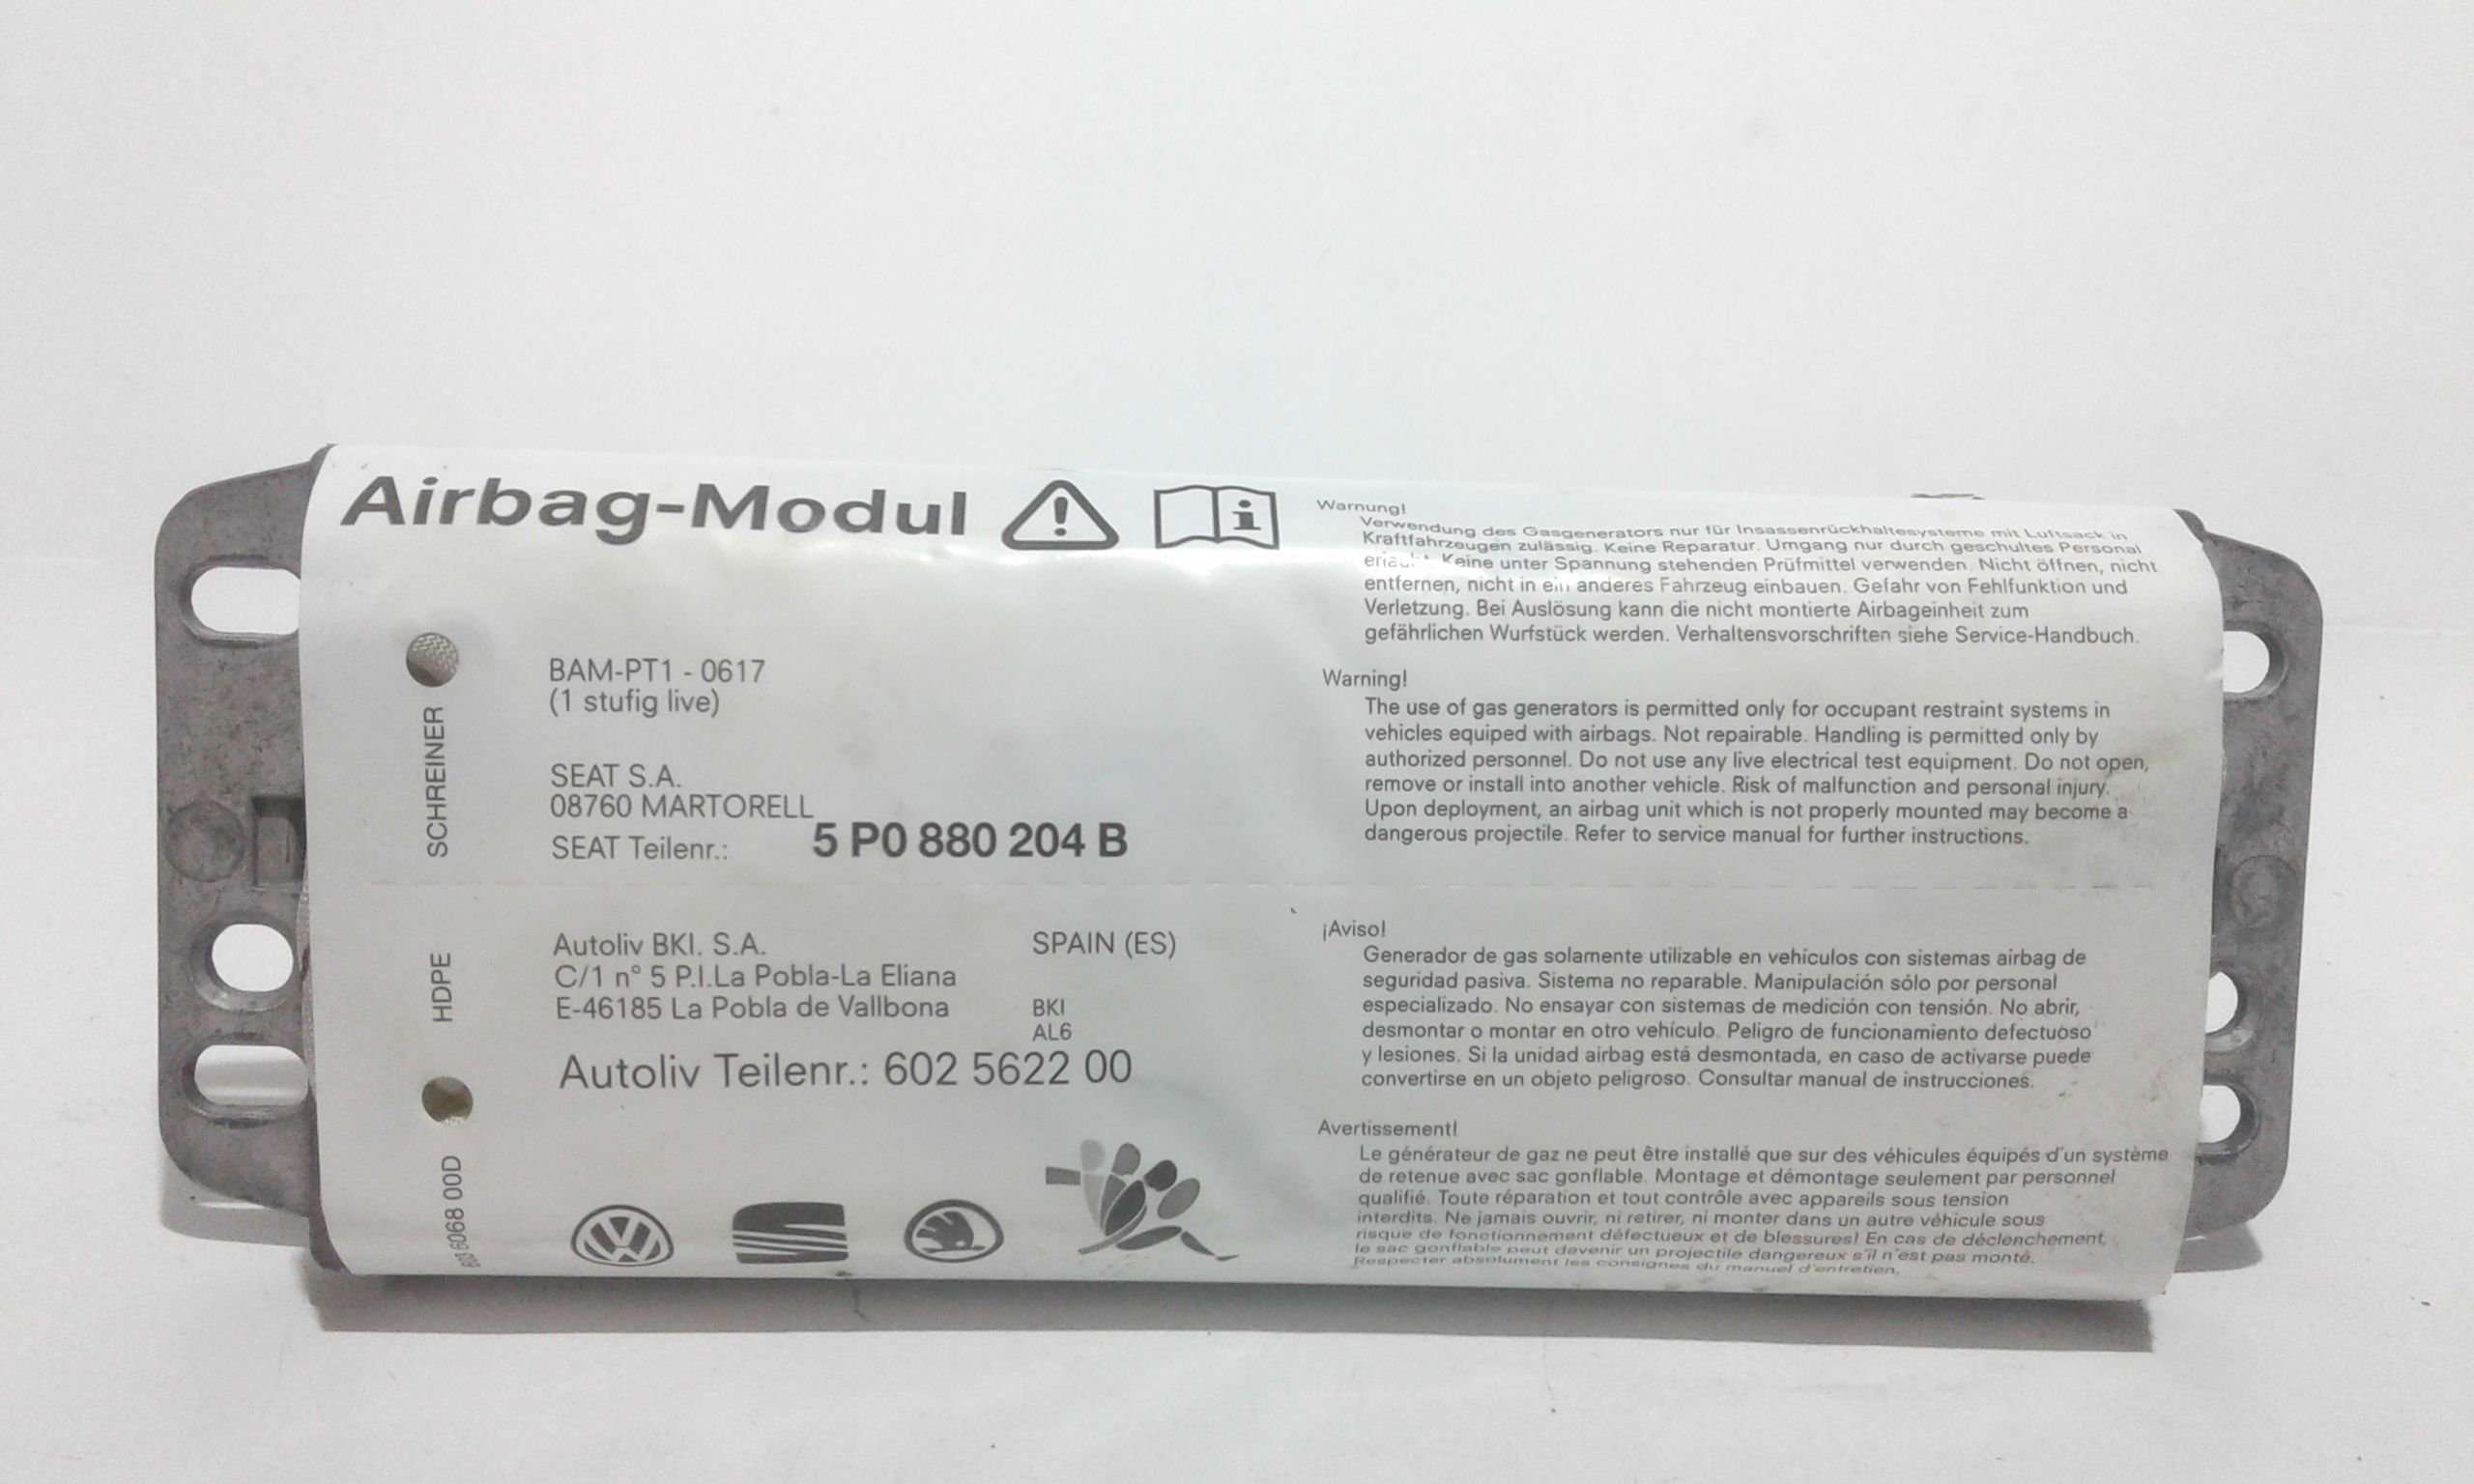 Airbag-Modul
BAM-PT1 - 0617
(1 stufig live)
SEAT S.A.
08760 MARTORELL
SEAT Teilenr.: 5 P0 880 204 B
Autoliv BKI. S.A. SPAIN (ES)
C/1 n° 5 P.I.La Pobla-La Eliana
E-46185 La Pobla de Vallbona BKI
AL6
Autoliv Teilenr.: 602 5622 00
SCHREINER
HDPE
6068 00D
Warnung!
Verwendung des Gasgenerators nur für Insassenrückhaltesysteme mit Luftsack in
Kraftfahrzeugen zulässig. Keine Reparatur. Umgang nur durch geschultes Personal
Keine unter Spannung stehenden Prüfmittel verwenden. Nicht öffnen, nicht
entfernen, nicht in ein anderes Fahrzeug einbauen. Gefahr von Fehlfunktion und
Verletzung. Bei Auslösung kann die nicht montierte Airbageinheit zum
gefährlichen Wurfstück werden. Verhaltensvorschriften siehe Service-Handbuch.
Warning!
The use of gas generators is permitted only for occupant restraint systems in
vehicles equiped with airbags. Not repairable. Handling is permitted only by
authorized personnel. Do not use any live electrical test equipment. Do not open,
remove or install into another vehicle. Risk of malfunction and personal injury.
Upon deployment, an airbag unit which is not properly mounted may become a
dangerous projectile. Refer to service manual for further instructions.
¡Aviso!
Generador de gas solamente utilizable en vehículos con sistemas airbag de
seguridad pasiva. Sistema no reparable. Manipulación sólo por personal
especializado. No ensayar con sistemas de medición con tensión. No abrir,
desmontar o montar en otro vehículo. Peligro de funcionamiento defectuoso
y lesiones. Si la unidad airbag está desmontada, en caso de activarse puede
convertirse en un objeto peligroso. Consultar manual de instrucciones.
Avertissement!
Le générateur de gaz ne peut être installé que sur des véhicules équipés d'un système
de retenue avec sac gonflable. Montage et démontage seulement par personnel
qualifié. Toute réparation et tout contrôle avec appareils sous tension
interdits. Ne jamais ouvrir, ni retirer, ni monter dans un autre véhicule sous
risque de fonctionnement défectueux et de blessures! En cas de déclenchement,
le sac gonflable peut devenir un projectile dangereux s'il n'est pas monté.
Respecter absolument les consignes du manuel d'entretien.